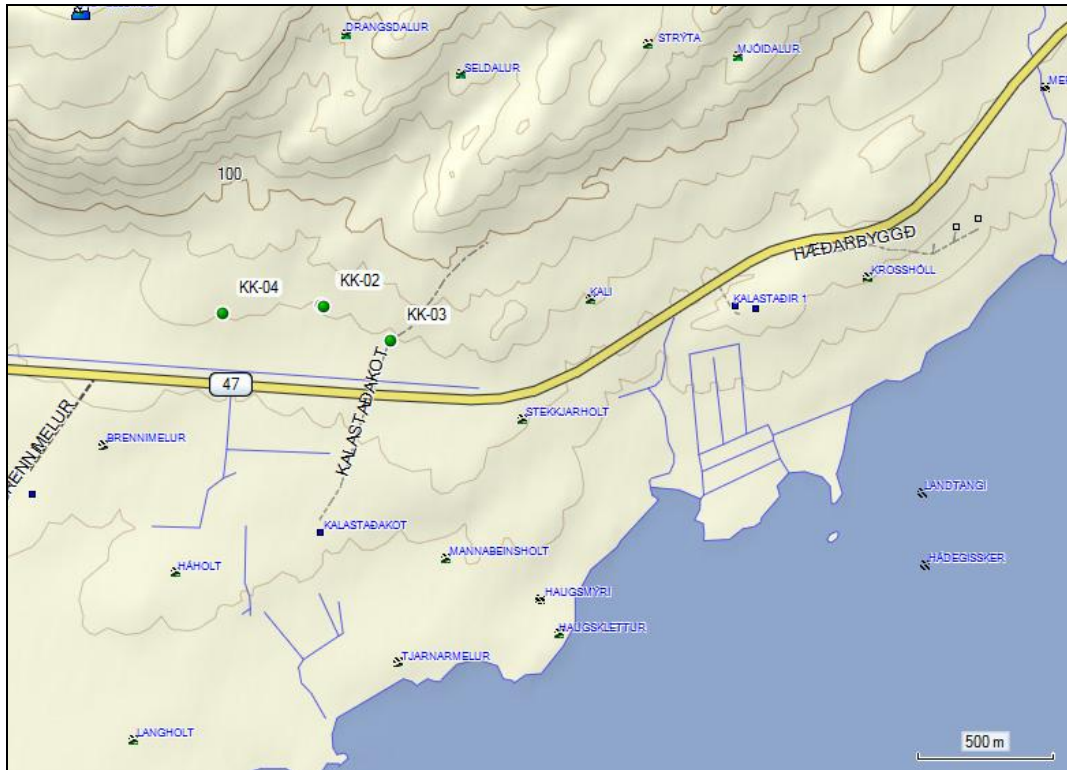 DRANGSDALUR
STRÝTA
MJÓIDALUR
SELDALUR
100
HÆÐARBYGGÐ
KROSSHÓLL
KK-04
KK-02
KALI
KALASTAÐIR 1
KK-03
47
KALASTAÐAKOT
STEKKJARHOLT
BRENNIMELUR
LANDTANGI
KALASTAÐAKOT
MANNABEINSHOLT
HÁDEGISSKER
HÁHOLT
HAUGSMÝRI
HAUGSKLETTUR
TJARNARMELUR
LANGHOLT
500 m